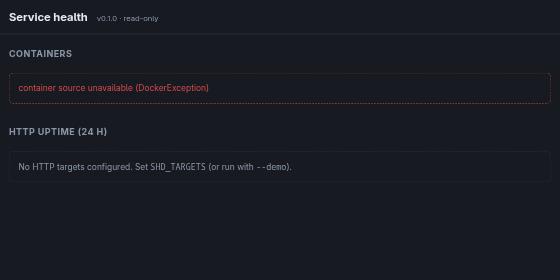 Service health v0.1.0 · read-only
CONTAINERS
container source unavailable (DockerException)
HTTP UPTIME (24 H)
No HTTP targets configured. Set SHD_TARGETS (or run with --demo).